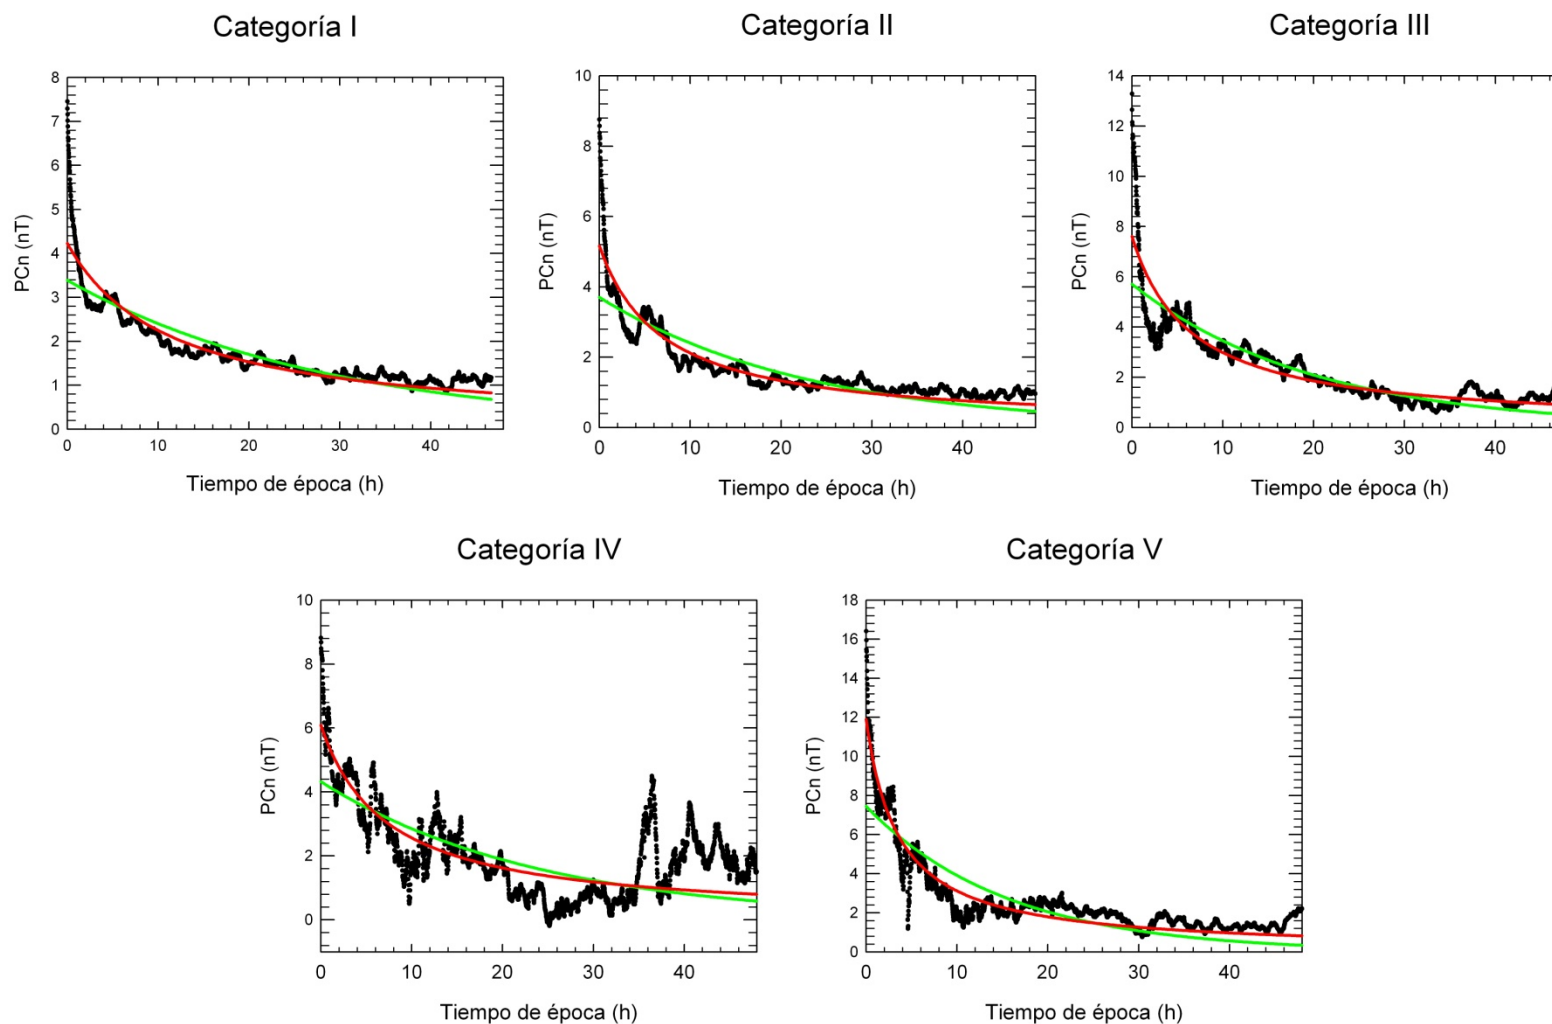 Categoría I
Categoría II
Categoría III
8
7
6
5
4
3
2
1
0
PCn (nT)
0 10 20 30 40
Tiempo de época (h)
10
8
6
4
2
0
PCn (nT)
0 10 20 30 40
Tiempo de época (h)
14
12
10
8
6
4
2
0
PCn (nT)
0 10 20 30 40
Tiempo de época (h)
Categoría IV
Categoría V
10
8
6
4
2
0
PCn (nT)
0 10 20 30 40
Tiempo de época (h)
18
16
14
12
10
8
6
4
2
0
PCn (nT)
0 10 20 30 40
Tiempo de época (h)